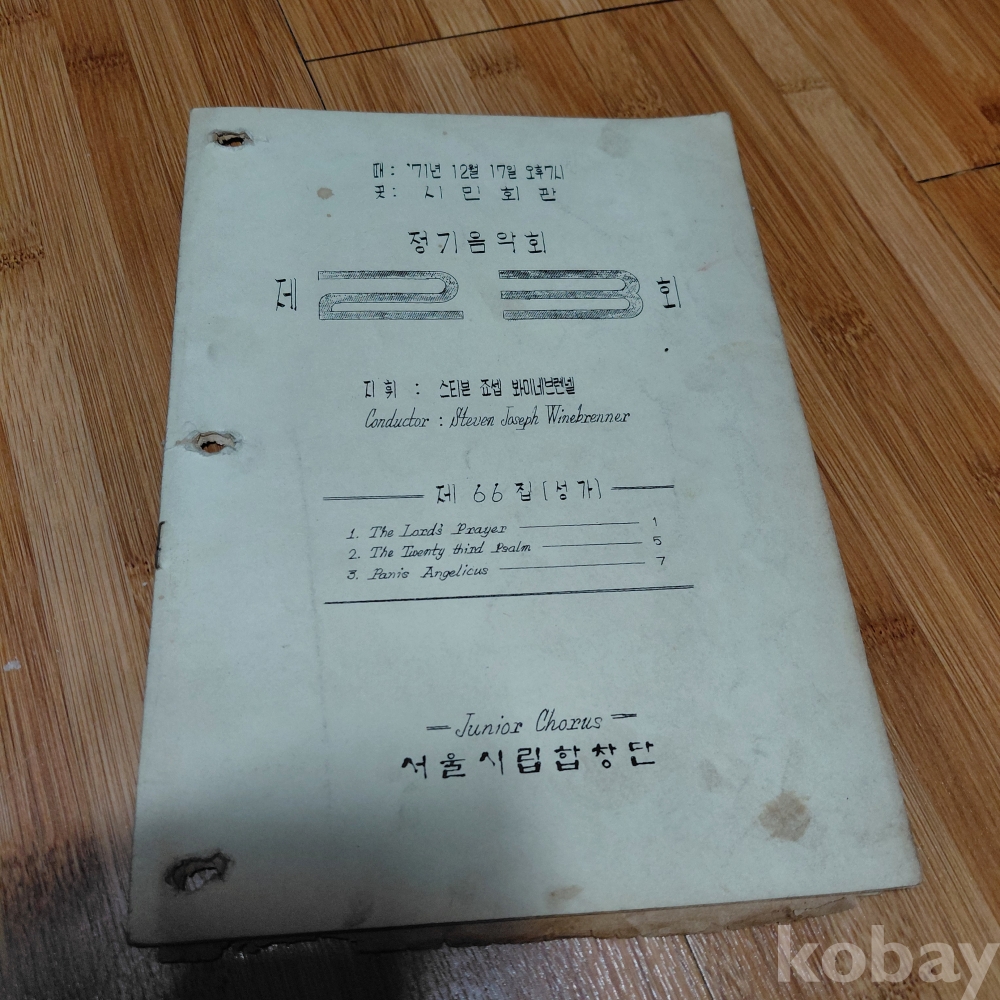 때 : '71년 12월 17일 오후7시
곳 : 시 민 회 관
정기음악회
제 23 회
지 휘 : 스티븐 죠셉 와이네브렌넬
Conductor : Steven Joseph Winebrenner
제 66 집 (성 가)
1. The Lord's Prayer 1
2. The Twenty third Psalm 5
3. Panis Angelicus 7
— Junior Chorus —
서울시립합창단
kobay